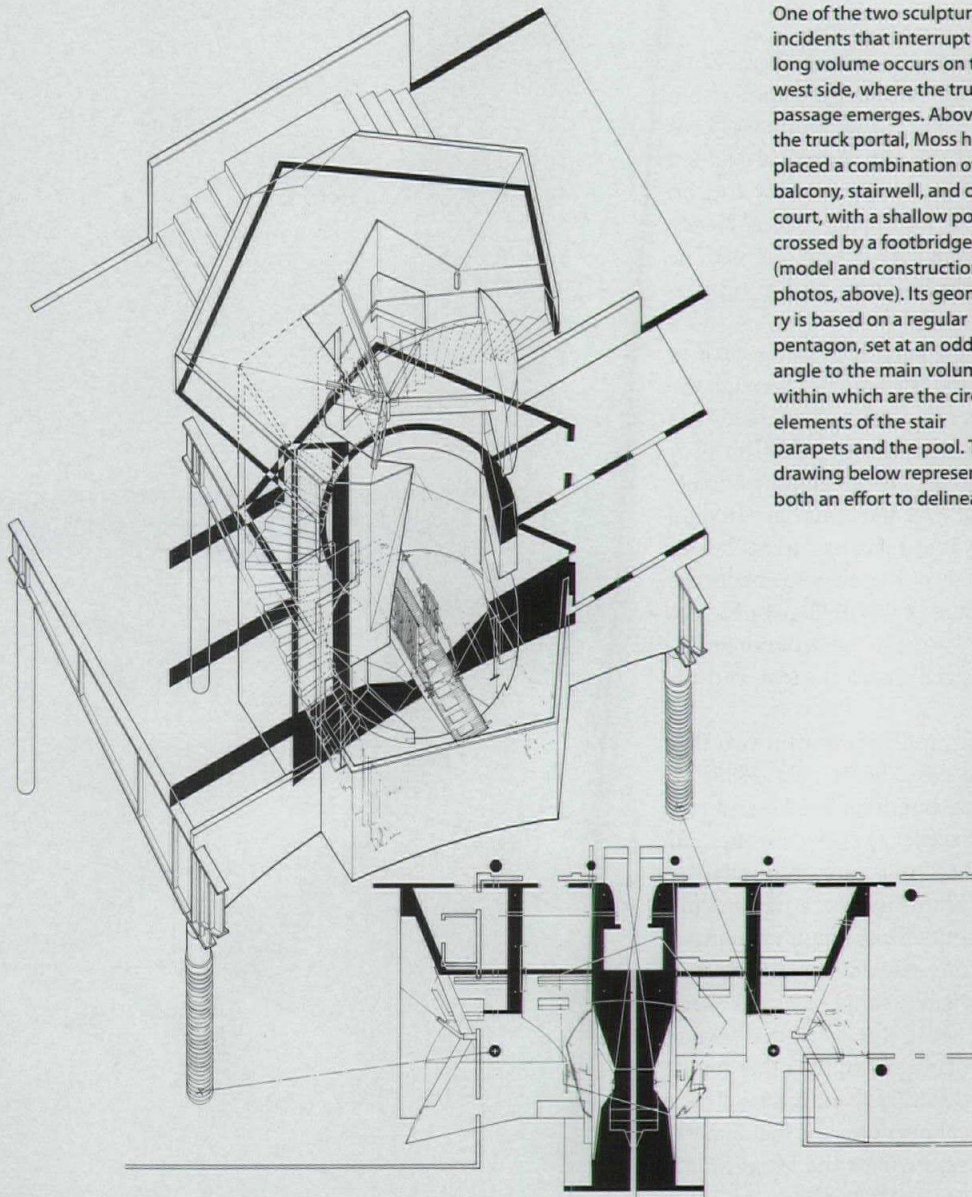 One of the two sculptur
incidents that interrupt
long volume occurs on t
west side, where the tru
passage emerges. Abov
the truck portal, Moss h
placed a combination o
balcony, stairwell, and
court, with a shallow po
crossed by a footbridge
(model and constructio
photos, above). Its geom
ry is based on a regular
pentagon, set at an odd
angle to the main volum
within which are the circ
elements of the stair
parapets and the pool. T
drawing below represen
both an effort to delinea